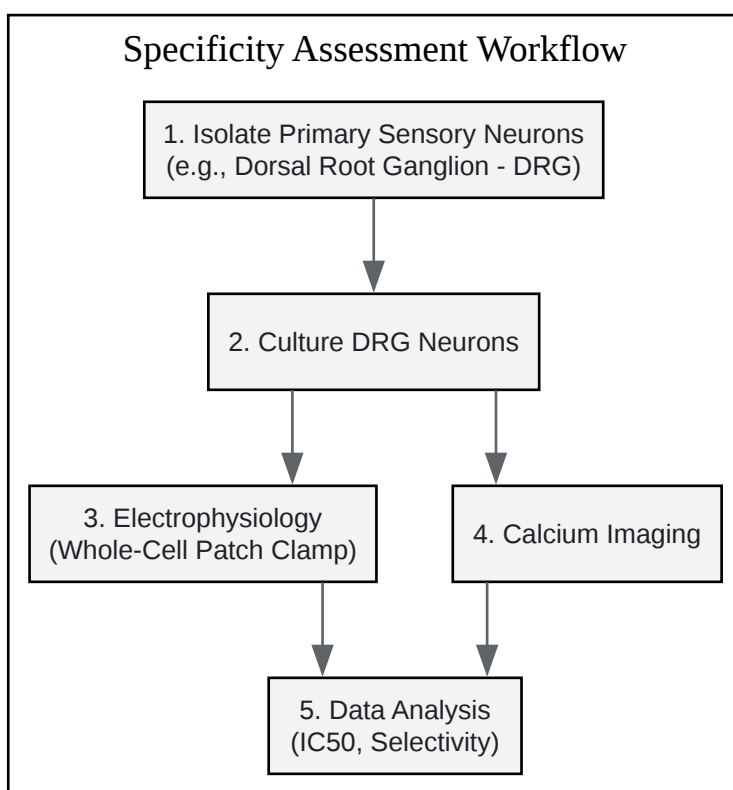 Specificity Assessment Workflow
1. Isolate Primary Sensory Neurons
(e.g., Dorsal Root Ganglion - DRG)
2. Culture DRG Neurons
3. Electrophysiology
(Whole-Cell Patch Clamp)
4. Calcium Imaging
5. Data Analysis
(IC50, Selectivity)